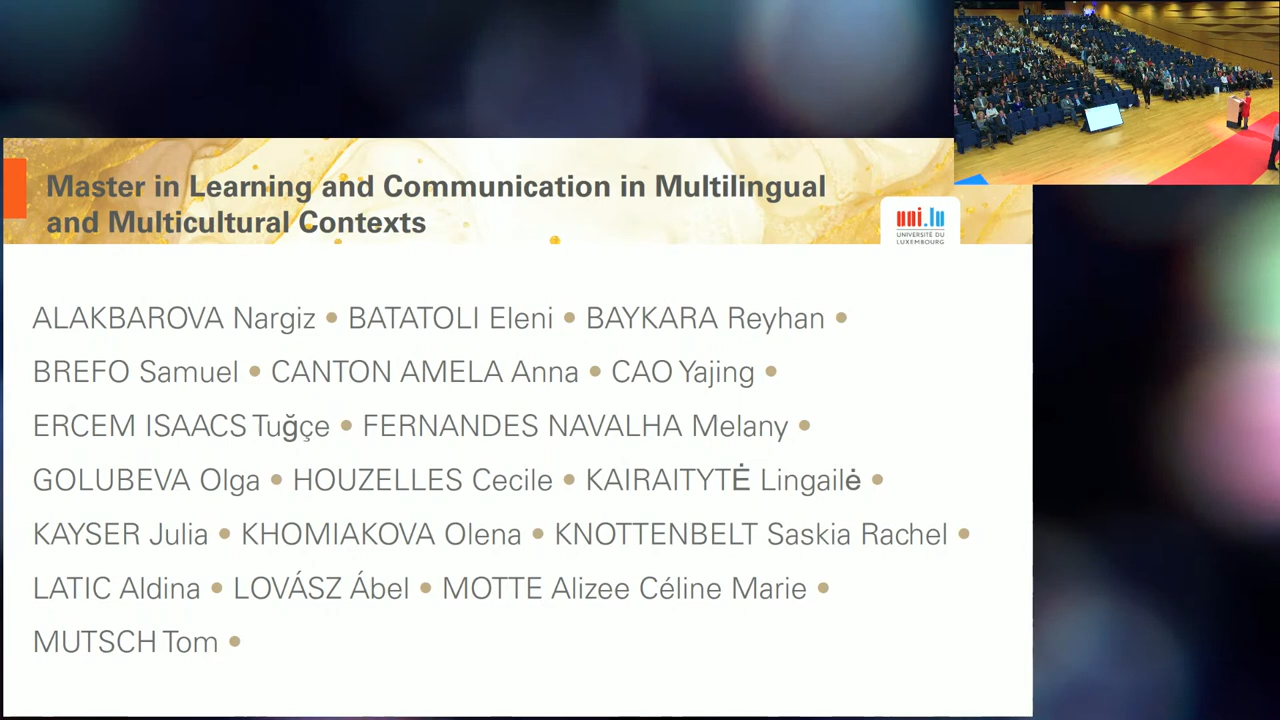 Master in Learning and Communication in Multilingual
and Multicultural Contexts
uni.lu
UNIVERSITÉ DU
LUXEMBOURG
ALAKBAROVA Nargiz • BATATOLI Eleni • BAYKARA Reyhan •
BREFO Samuel • CANTON AMELA Anna • CAO Yajing •
ERCEM ISAACS Tuğçe • FERNANDES NAVALHA Melany •
GOLUBEVA Olga • HOUZELLES Cecile • KAIRAITYTĖ Lingailė •
KAYSER Julia • KHOMIAKOVA Olena • KNOTTENBELT Saskia Rachel •
LATIC Aldina • LOVÁSZ Ábel • MOTTE Alizee Céline Marie •
MUTSCH Tom •